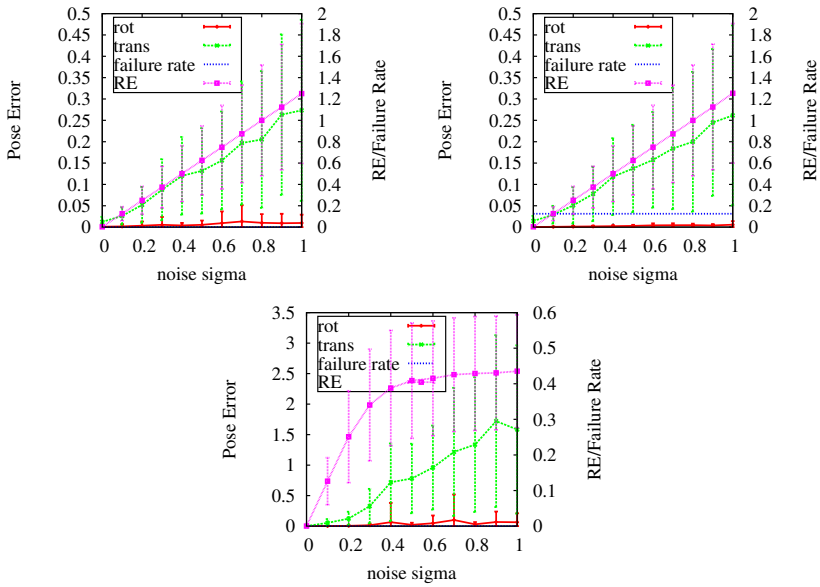 0.5
0.45
0.4
0.35
0.3
0.25
0.2
0.15
0.1
0.05
0
Pose Error
rot
trans
failure rate
RE
2
1.8
1.6
1.4
1.2
1
0.8
0.6
0.4
0.2
0
RE/Failure Rate
0 0.2 0.4 0.6 0.8 1
noise sigma
0.5
0.45
0.4
0.35
0.3
0.25
0.2
0.15
0.1
0.05
0
Pose Error
rot
trans
failure rate
RE
2
1.8
1.6
1.4
1.2
1
0.8
0.6
0.4
0.2
0
RE/Failure Rate
0 0.2 0.4 0.6 0.8 1
noise sigma
3.5
3
2.5
2
1.5
1
0.5
0
Pose Error
rot
trans
failure rate
RE
0.6
0.5
0.4
0.3
0.2
0.1
0
RE/Failure Rate
0 0.2 0.4 0.6 0.8 1
noise sigma